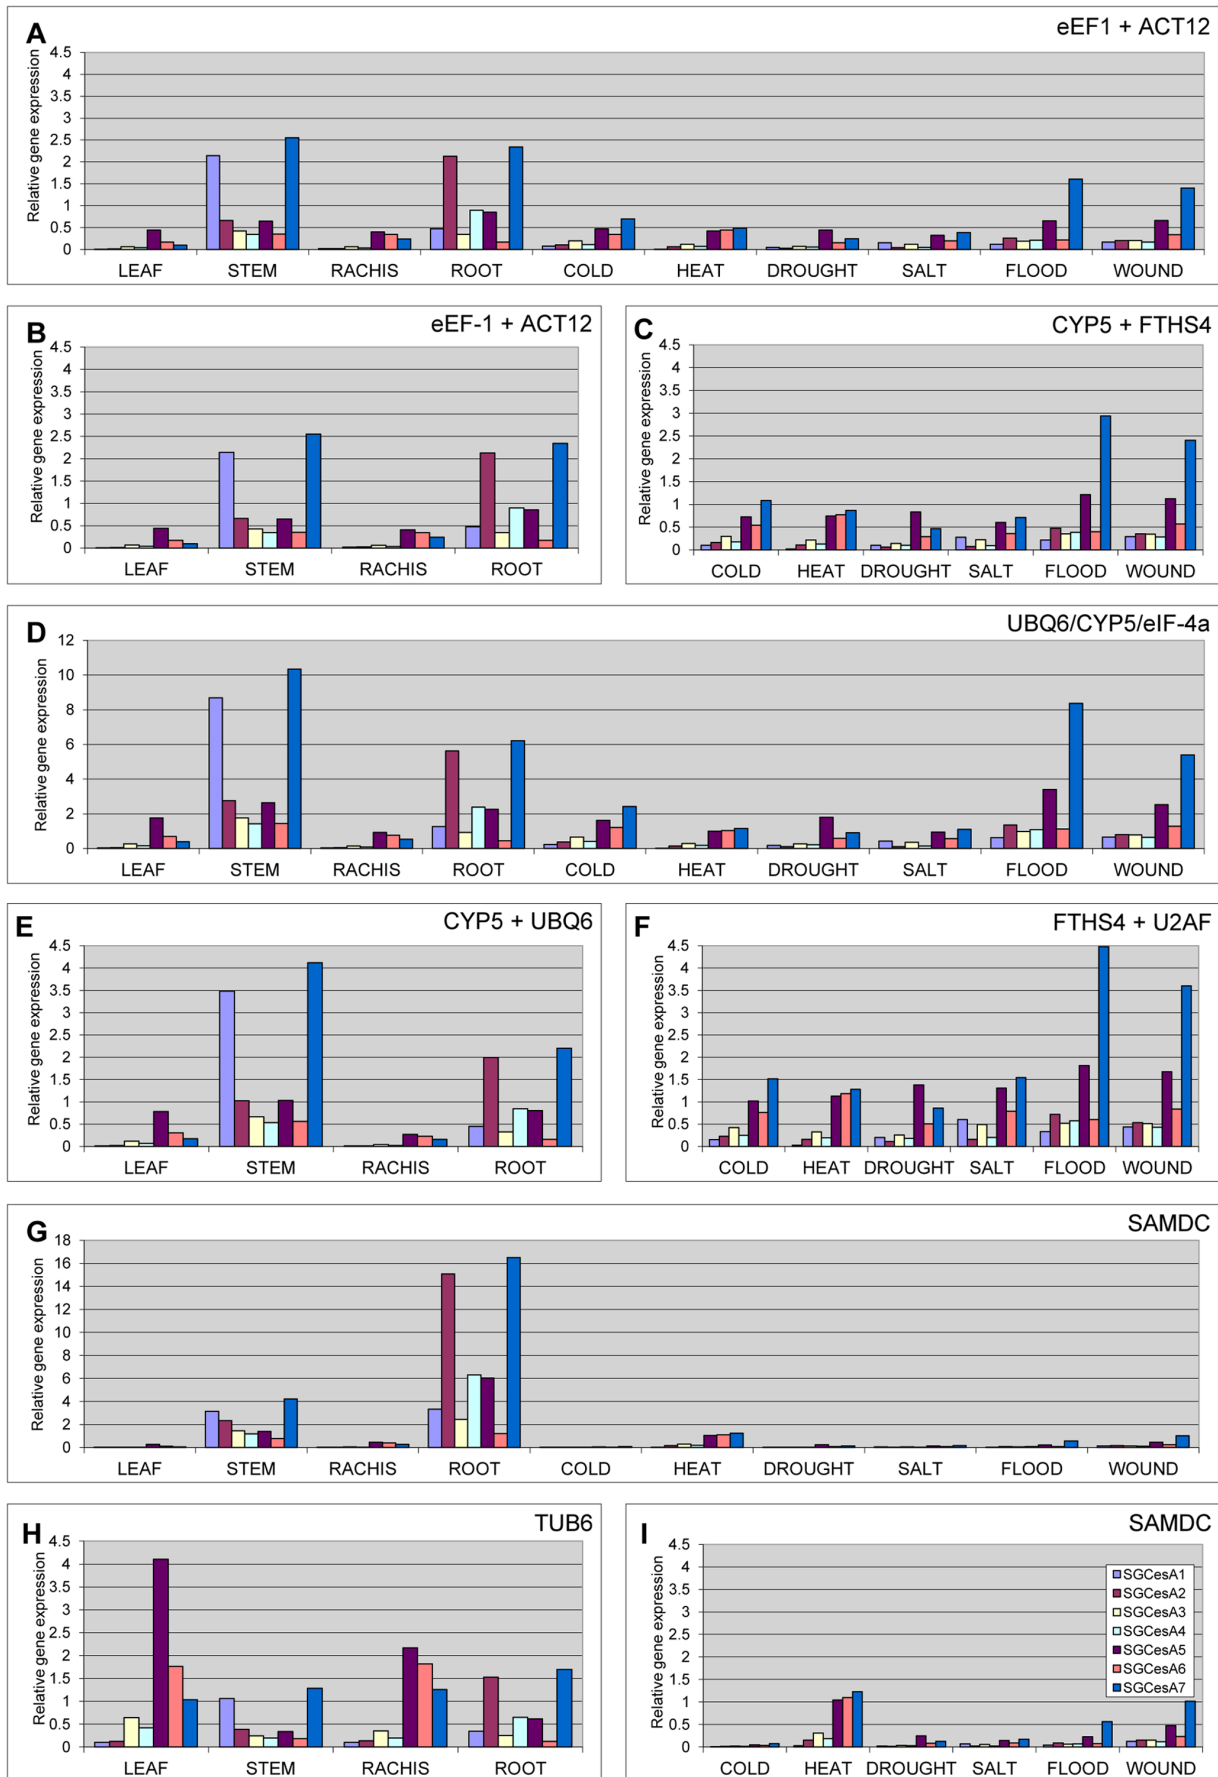 A
eEF1 + ACT12
Relative gene expression
4.5
4
3.5
3
2.5
2
1.5
1
0.5
0
LEAF STEM RACHIS ROOT COLD HEAT DROUGHT SALT FLOOD WOUND
B
eEF-1 + ACT12
Relative gene expression
4.5
4
3.5
3
2.5
2
1.5
1
0.5
0
LEAF STEM RACHIS ROOT
C
CYP5 + FTHS4
Relative gene expression
4.5
4
3.5
3
2.5
2
1.5
1
0.5
0
COLD HEAT DROUGHT SALT FLOOD WOUND
D
UBQ6/CYP5/eIF-4a
Relative gene expression
12
10
8
6
4
2
0
LEAF STEM RACHIS ROOT COLD HEAT DROUGHT SALT FLOOD WOUND
E
CYP5 + UBQ6
Relative gene expression
4.5
4
3.5
3
2.5
2
1.5
1
0.5
0
LEAF STEM RACHIS ROOT
F
FTHS4 + U2AF
Relative gene expression
4.5
4
3.5
3
2.5
2
1.5
1
0.5
0
COLD HEAT DROUGHT SALT FLOOD WOUND
G
SAMDC
Relative gene expression
18
16
14
12
10
8
6
4
2
0
LEAF STEM RACHIS ROOT COLD HEAT DROUGHT SALT FLOOD WOUND
H
TUB6
Relative gene expression
4.5
4
3.5
3
2.5
2
1.5
1
0.5
0
LEAF STEM RACHIS ROOT
I
SAMDC
Relative gene expression
4.5
4
3.5
3
2.5
2
1.5
1
0.5
0
COLD HEAT DROUGHT SALT FLOOD WOUND
SGCesA1
SGCesA2
SGCesA3
SGCesA4
SGCesA5
SGCesA6
SGCesA7